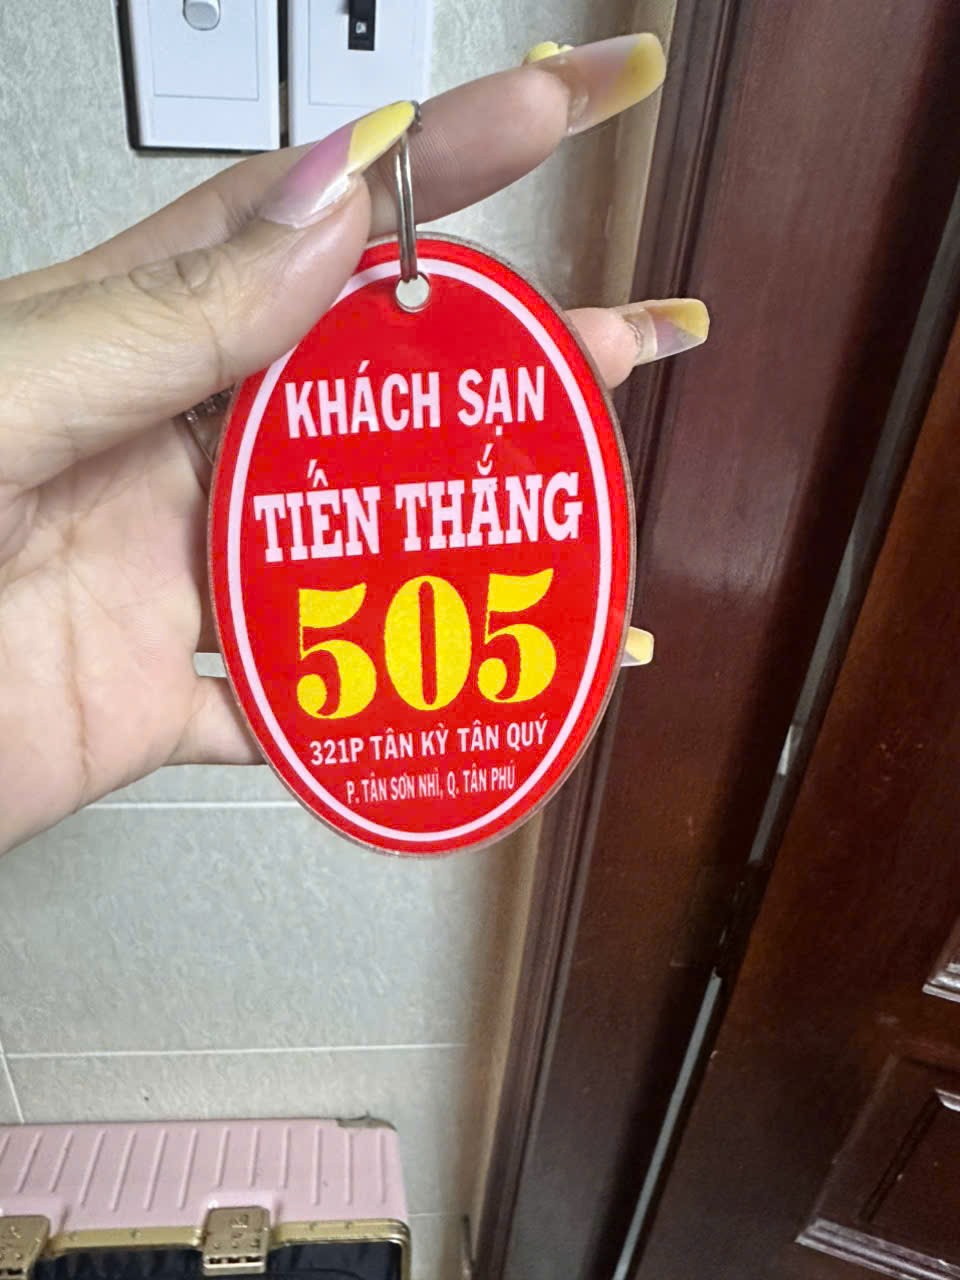 KHÁCH SẠN
TIẾN THẮNG
505
321P TÂN KỲ TÂN QUÝ
P. TÂN SƠN NHÌ, Q. TÂN PHÚ